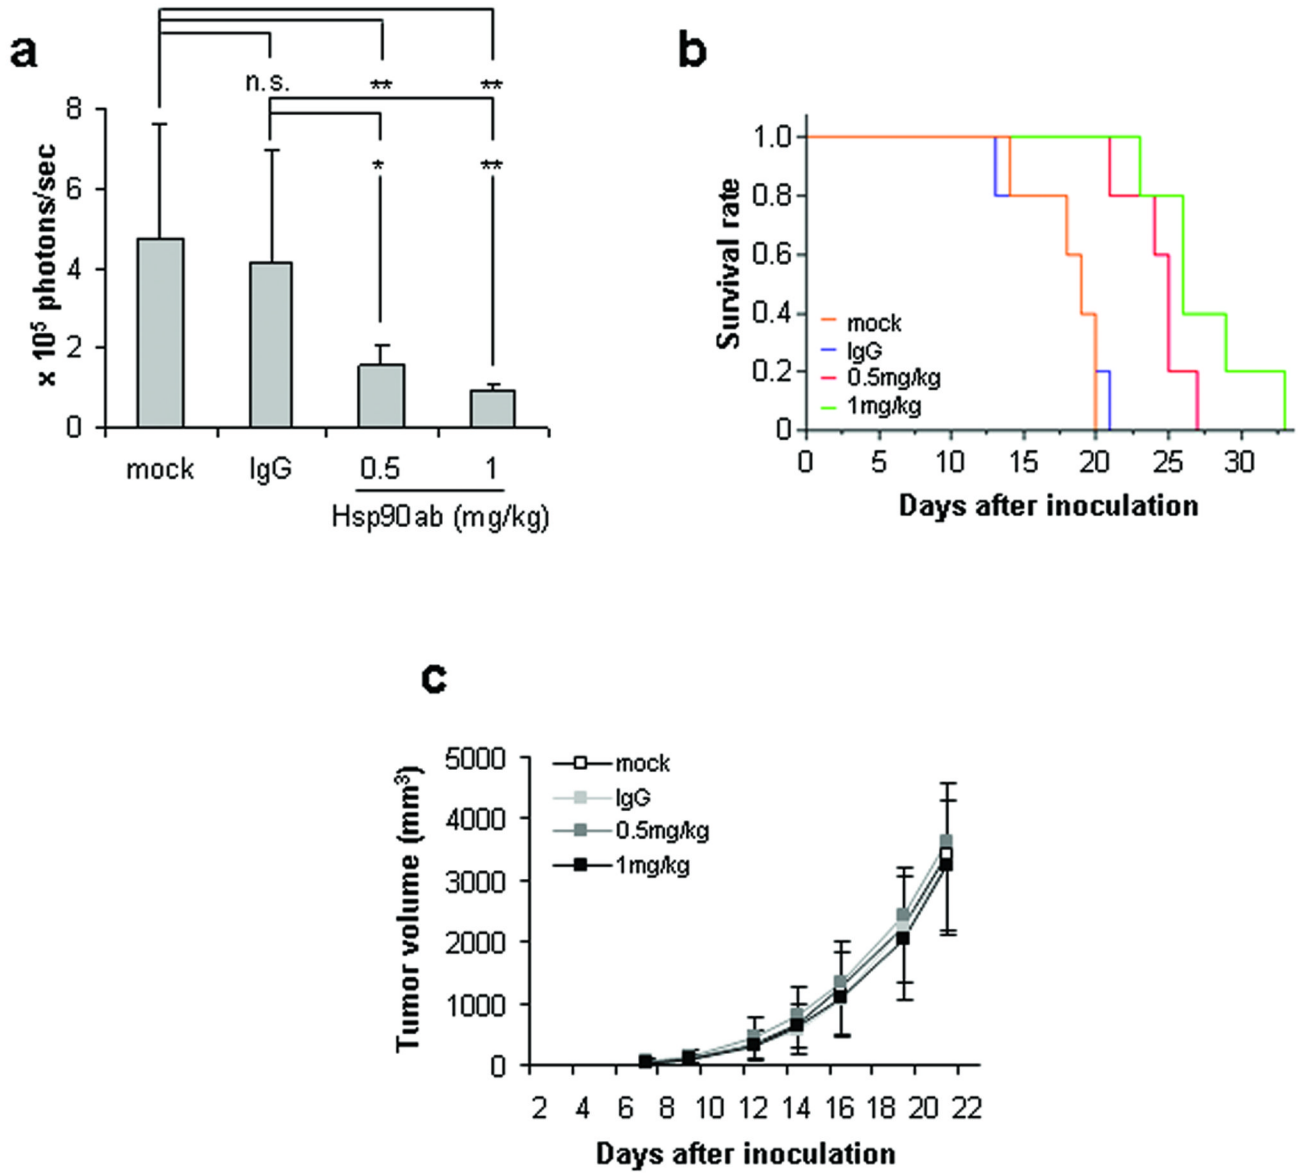 a
n.s.
**
**
*
**
8
6
4
2
0
x 10⁵ photons/sec
mock
IgG
0.5
1
Hsp90ab (mg/kg)
b
1.0
0.8
0.6
0.4
0.2
0
Survival rate
mock
IgG
0.5mg/kg
1mg/kg
0 5 10 15 20 25 30
Days after inoculation
c
5000
4000
3000
2000
1000
0
Tumor volume (mm³)
mock
IgG
0.5mg/kg
1mg/kg
2 4 6 8 10 12 14 16 18 20 22
Days after inoculation